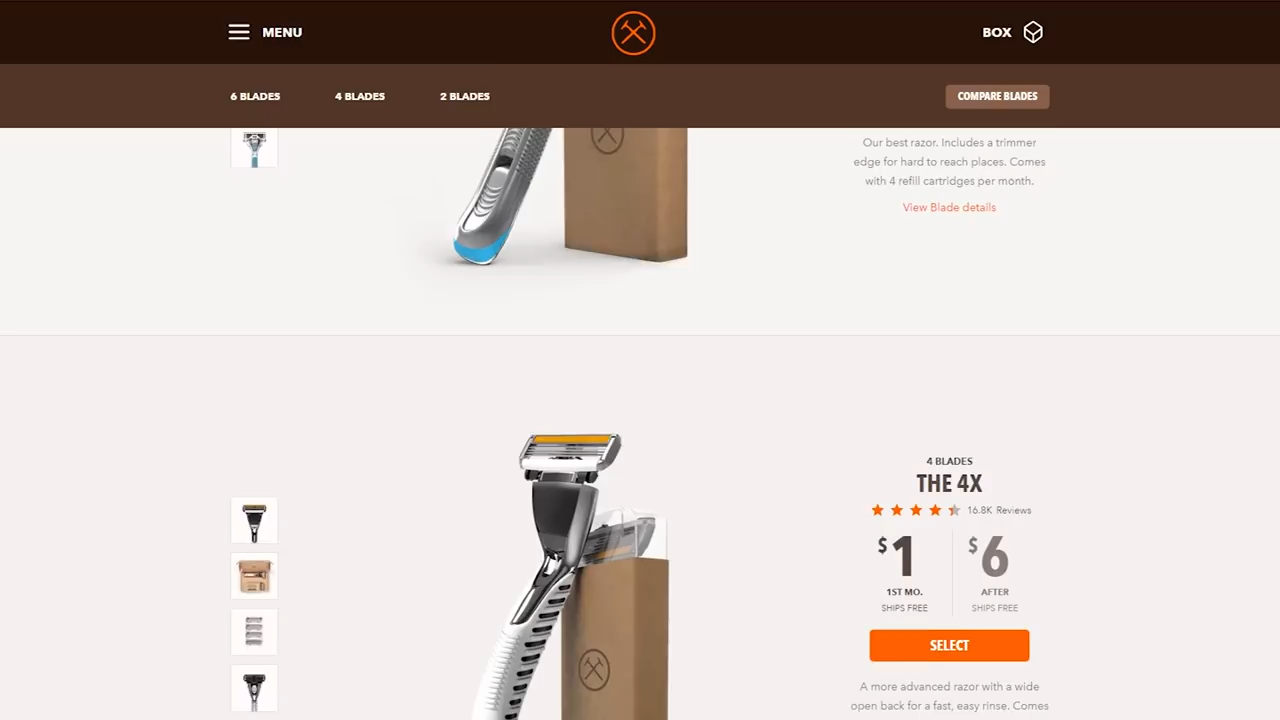 MENU
BOX
6 BLADES
4 BLADES
2 BLADES
COMPARE BLADES
Our best razor. Includes a trimmer
edge for hard to reach places. Comes
with 4 refill cartridges per month.
View Blade details
4 BLADES
THE 4X
16.8K Reviews
$1
$6
1ST MO.
AFTER
SHIPS FREE
SHIPS FREE
SELECT
A more advanced razor with a wide
open back for a fast, easy rinse. Comes